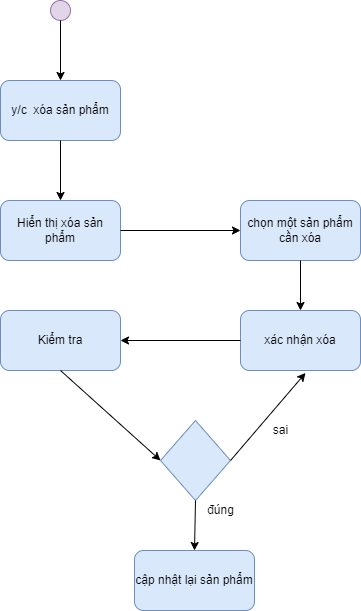 y/c xóa sản phẩm
Hiển thị xóa sản
phẩm
chọn một sản phẩm
cần xóa
Kiểm tra
xác nhận xóa
sai
đúng
cập nhật lại sản phẩm